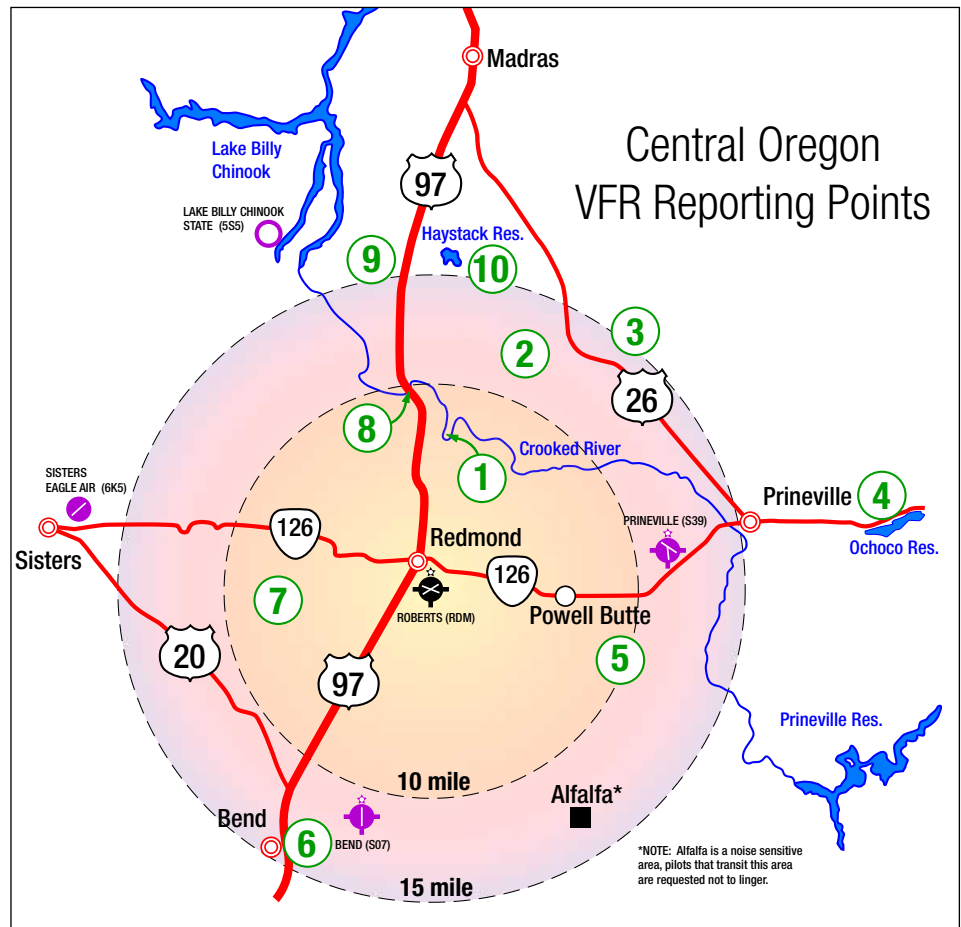 Madras
Central Oregon
VFR Reporting Points
Lake Billy
Chinook
97
LAKE BILLY CHINOOK
STATE (5S5)
Haystack Res.
9
10
3
2
26
8
Crooked River
1
SISTERS
EAGLE AIR (6K5)
Prineville
4
126
PRINEVILLE (S39)
Sisters
Redmond
Ochoco Res.
126
7
ROBERTS (RDM)
Powell Butte
20
97
5
Prineville Res.
10 mile
Alfalfa*
Bend
6
BEND (S07)
*NOTE: Alfalfa is a noise sensitive
area, pilots that transit this area
are requested not to linger.
15 mile